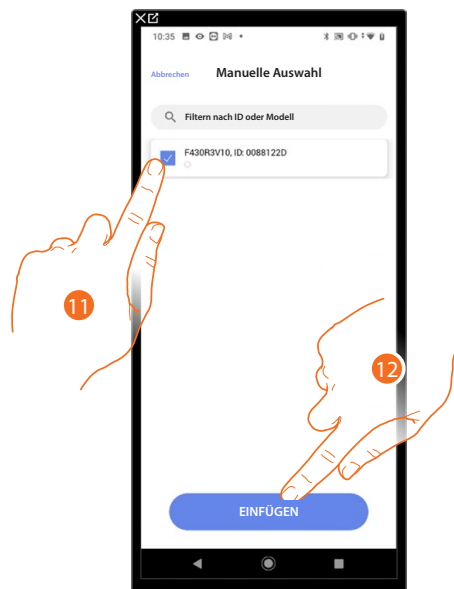 10:35
Abbrechen Manuelle Auswahl
Filtern nach ID oder Modell
F430R3V10, ID: 0088122D
11
12
EINFÜGEN